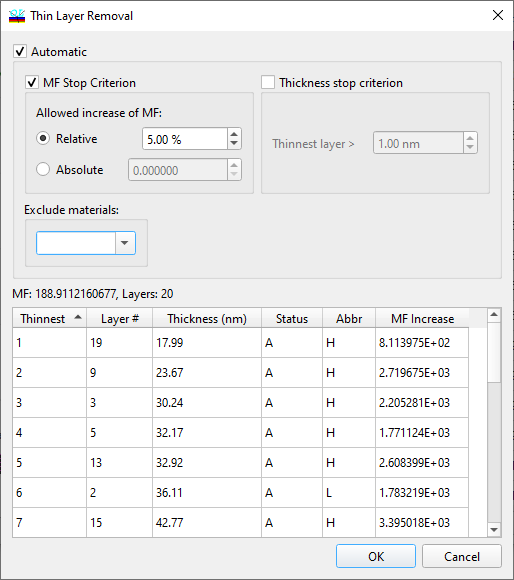 Thin Layer Removal
Automatic
MF Stop Criterion
Thickness stop criterion
Allowed increase of MF:
Relative 5.00 %
Thinnest layer > 1.00 nm
Absolute 0.000000
Exclude materials:
MF: 188.9112160677, Layers: 20
Thinnest Layer # Thickness (nm) Status Abbr MF Increase
1 19 17.99 A H 8.113975E+02
2 9 23.67 A H 2.719675E+03
3 3 30.24 A H 2.205281E+03
4 5 32.17 A H 1.771124E+03
5 13 32.92 A H 2.608399E+03
6 2 36.11 A L 1.783219E+03
7 15 42.77 A H 3.395018E+03
OK Cancel